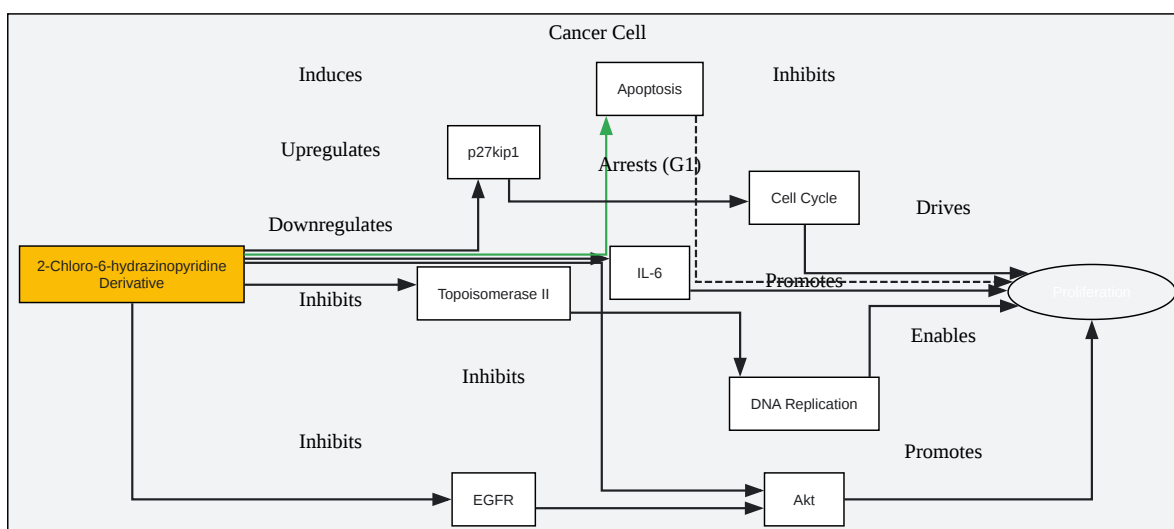 Cancer Cell
Induces
Apoptosis
Inhibits
Upregulates
p27kip1
Arrests (G1)
Cell Cycle
Drives
Downregulates
2-Chloro-6-hydrazinopyridine
Derivative
IL-6
Promotes
Proliferation
Inhibits
Topoisomerase II
Enables
Inhibits
DNA Replication
Inhibits
Promotes
EGFR
Akt